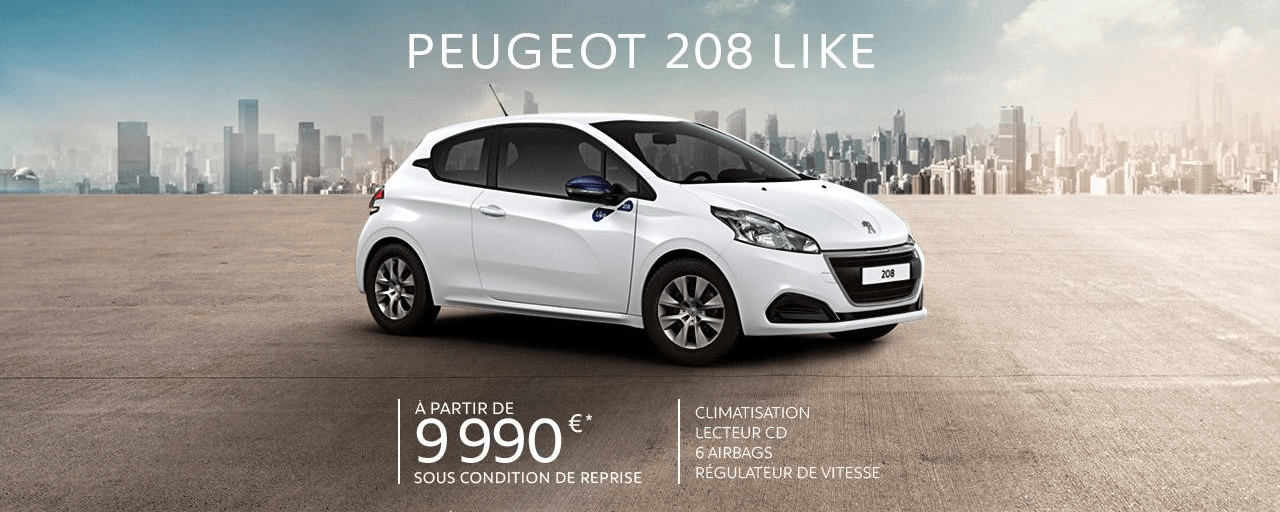 PEUGEOT 208 LIKE
208
À PARTIR DE
9 990 €*
SOUS CONDITION DE REPRISE
CLIMATISATION
LECTEUR CD
6 AIRBAGS
RÉGULATEUR DE VITESSE